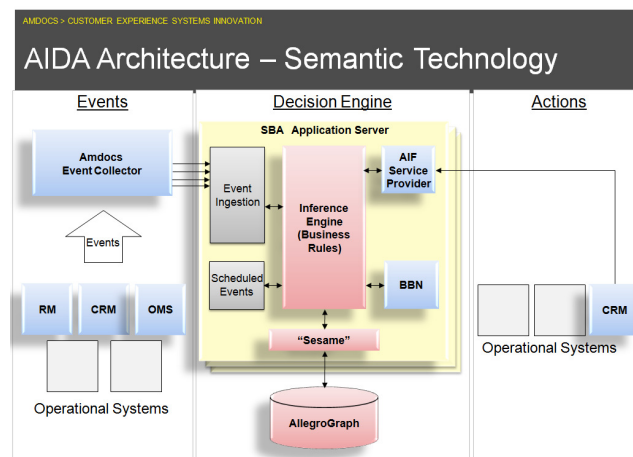 AMDOCS > CUSTOMER EXPERIENCE SYSTEMS INNOVATION
AIDA Architecture – Semantic Technology
Events
Decision Engine
Actions
SBA Application Server
Amdocs
Event Collector
Event
Ingestion
Inference
Engine
(Business
Rules)
AIF
Service
Provider
Events
Scheduled
Events
BBN
RM
CRM
OMS
CRM
"Sesame"
Operational Systems
Operational Systems
AllegroGraph